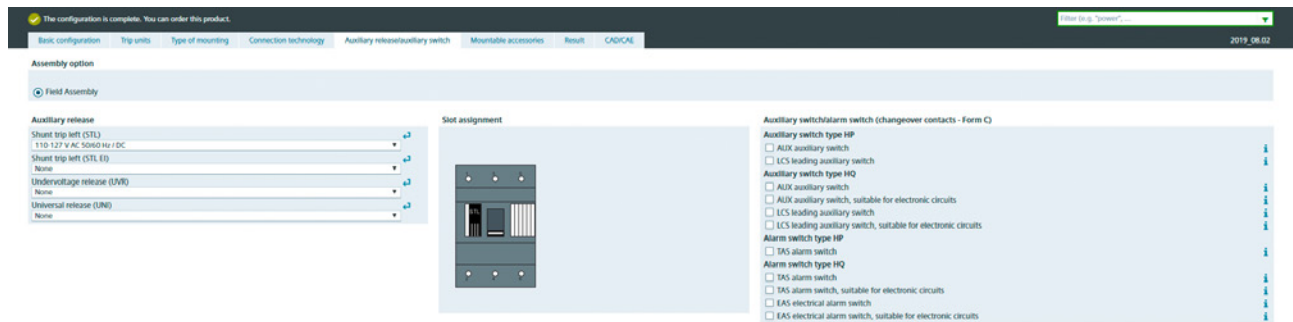 The configuration is complete. You can order this product.
Filter (e.g. "power", ...
Basic configuration
Trip units
Type of mounting
Connection technology
Auxiliary release/auxiliary switch
Mountable accessories
Result
CAD/CAE
2019_08.02
Assembly option
Field Assembly
Auxiliary release
Shunt trip left (STL)
110-127 V AC 50/60 Hz / DC
Shunt trip left (STL EI)
None
Undervoltage release (UVR)
None
Universal release (UNI)
None
Slot assignment
STL
Auxiliary switch/alarm switch (changeover contacts - Form C)
Auxiliary switch type HP
AUX auxiliary switch
LCS leading auxiliary switch
Auxiliary switch type HQ
AUX auxiliary switch
AUX auxiliary switch, suitable for electronic circuits
LCS leading auxiliary switch
LCS leading auxiliary switch, suitable for electronic circuits
Alarm switch type HP
TAS alarm switch
Alarm switch type HQ
TAS alarm switch
TAS alarm switch, suitable for electronic circuits
EAS electrical alarm switch
EAS electrical alarm switch, suitable for electronic circuits